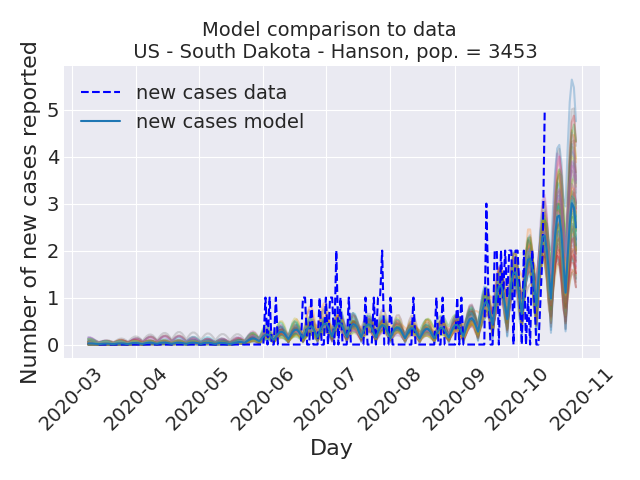 Model comparison to data
US - South Dakota - Hanson, pop. = 3453
Number of new cases reported
5
4
3
2
1
0
new cases data
new cases model
2020-03
2020-04
2020-05
2020-06
2020-07
2020-08
2020-09
2020-10
2020-11
Day